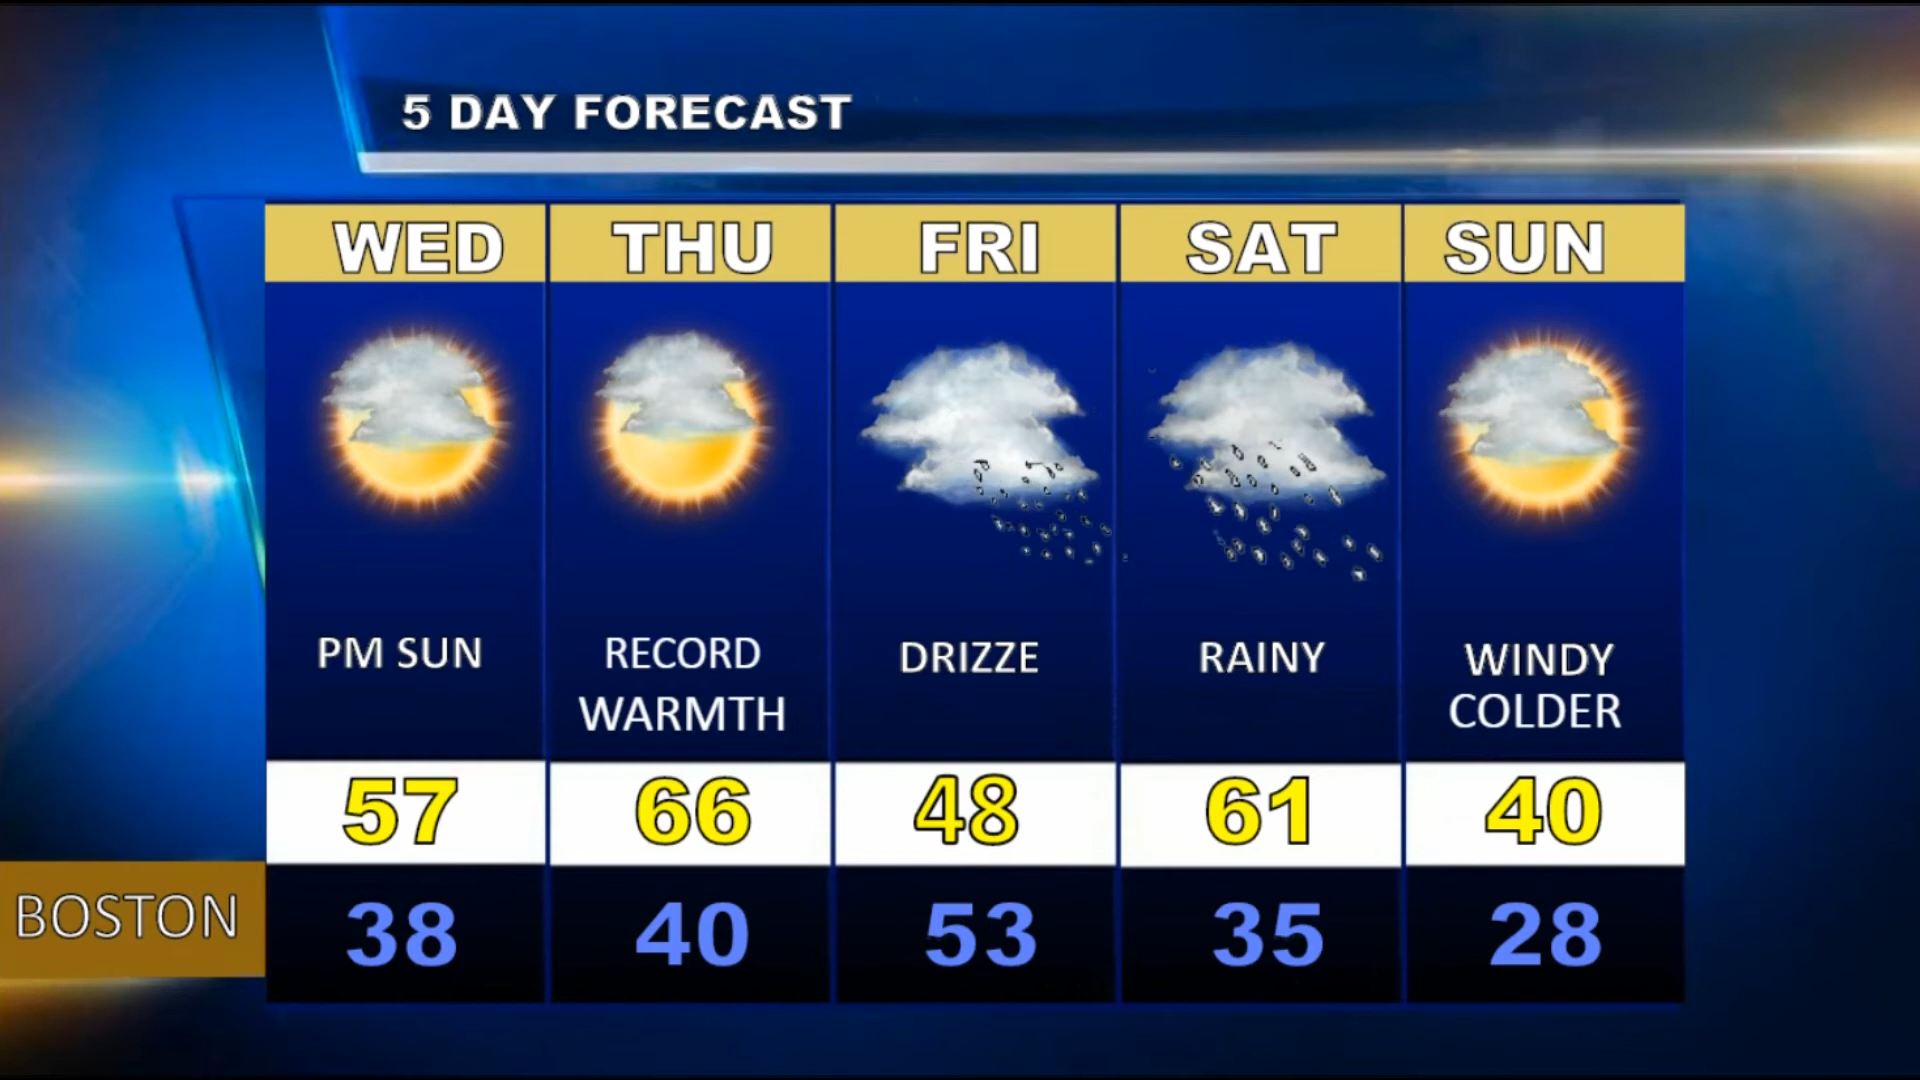 5 DAY FORECAST
WED THU FRI SAT SUN
PM SUN
RECORD
WARMTH
DRIZZE
RAINY
WINDY
COLDER
57 66 48 61 40
BOSTON
38 40 53 35 28